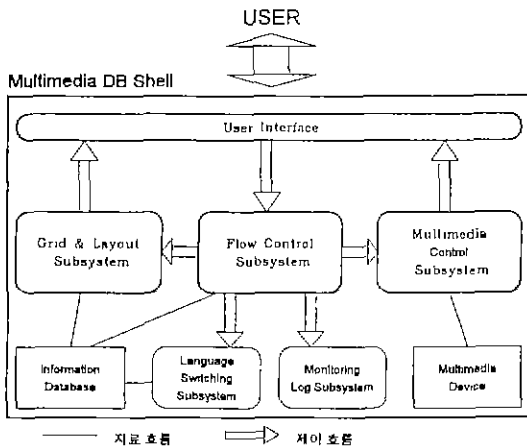 USER
Multimedia DB Shell
User Interface
Grid & Layout
Subsystem
Flow Control
Subsystem
Multimedia
Control
Subsystem
Information
Database
Language
Switching
Subsystem
Monitoring
Log Subsystem
Multimedia
Device
자료 흐름
제어 흐름